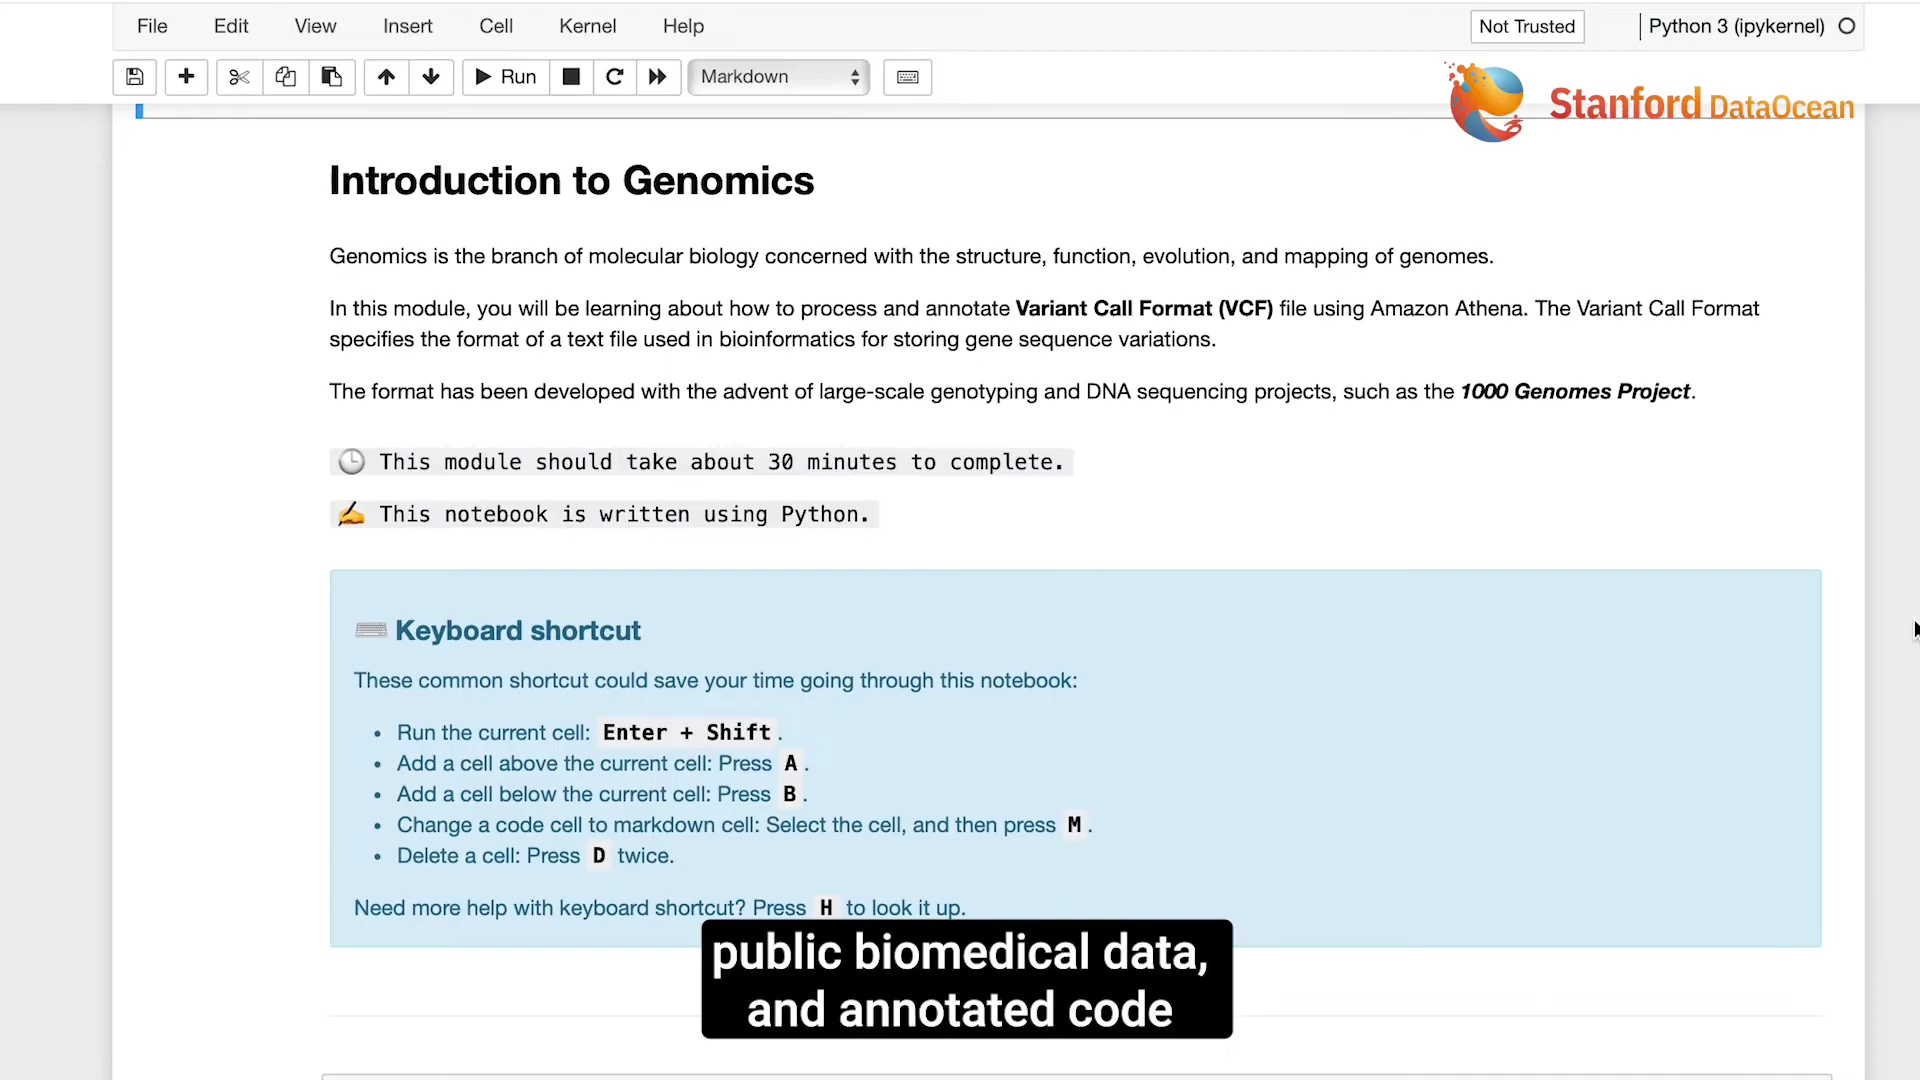 File Edit View Insert Cell Kernel Help Not Trusted Python 3 (ipykernel)
Run Markdown
Stanford DataOcean
Introduction to Genomics
Genomics is the branch of molecular biology concerned with the structure, function, evolution, and mapping of genomes.
In this module, you will be learning about how to process and annotate Variant Call Format (VCF) file using Amazon Athena. The Variant Call Format
specifies the format of a text file used in bioinformatics for storing gene sequence variations.
The format has been developed with the advent of large-scale genotyping and DNA sequencing projects, such as the 1000 Genomes Project.
This module should take about 30 minutes to complete.
This notebook is written using Python.
Keyboard shortcut
These common shortcut could save your time going through this notebook:
• Run the current cell: Enter + Shift .
• Add a cell above the current cell: Press A .
• Add a cell below the current cell: Press B .
• Change a code cell to markdown cell: Select the cell, and then press M .
• Delete a cell: Press D twice.
Need more help with keyboard shortcut? Press H to look it up.
public biomedical data,
and annotated code